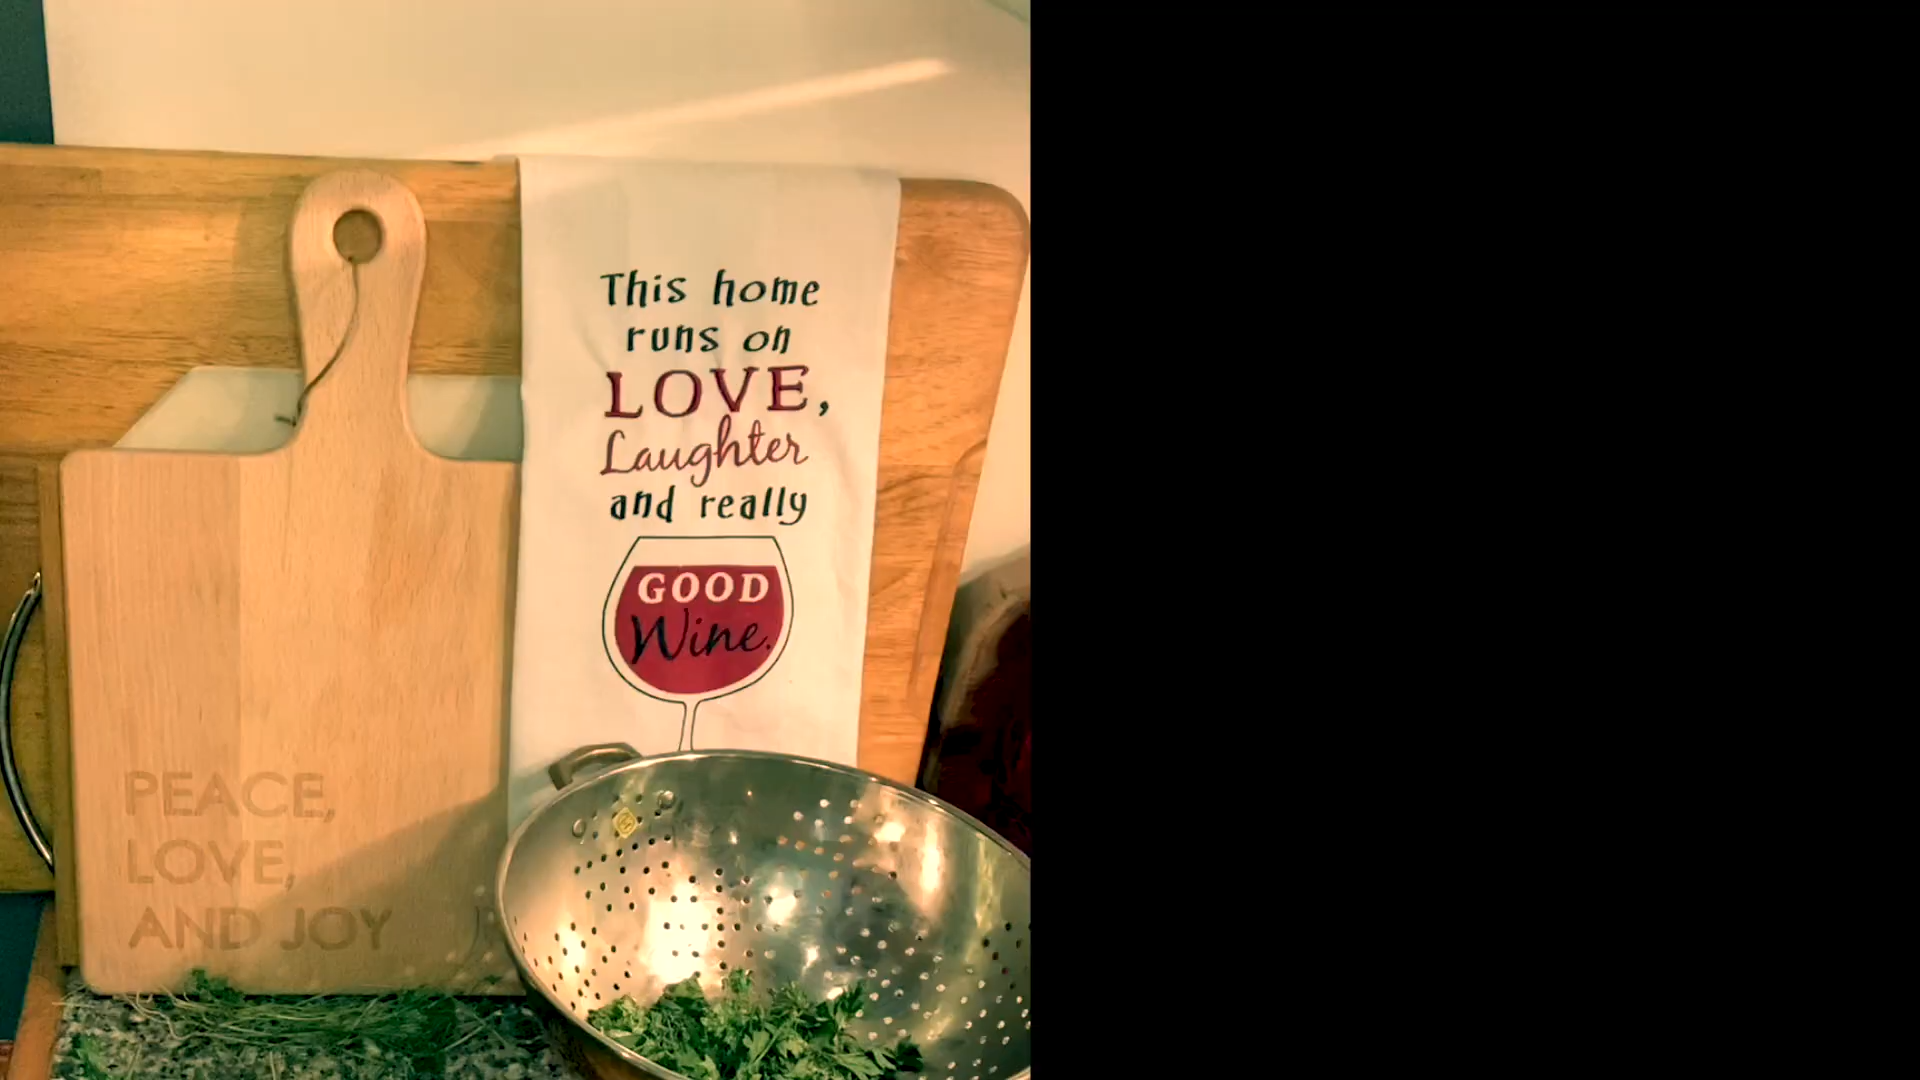 This home
runs on
LOVE,
Laughter
and really
GOOD
Wine.
PEACE,
LOVE,
AND JOY